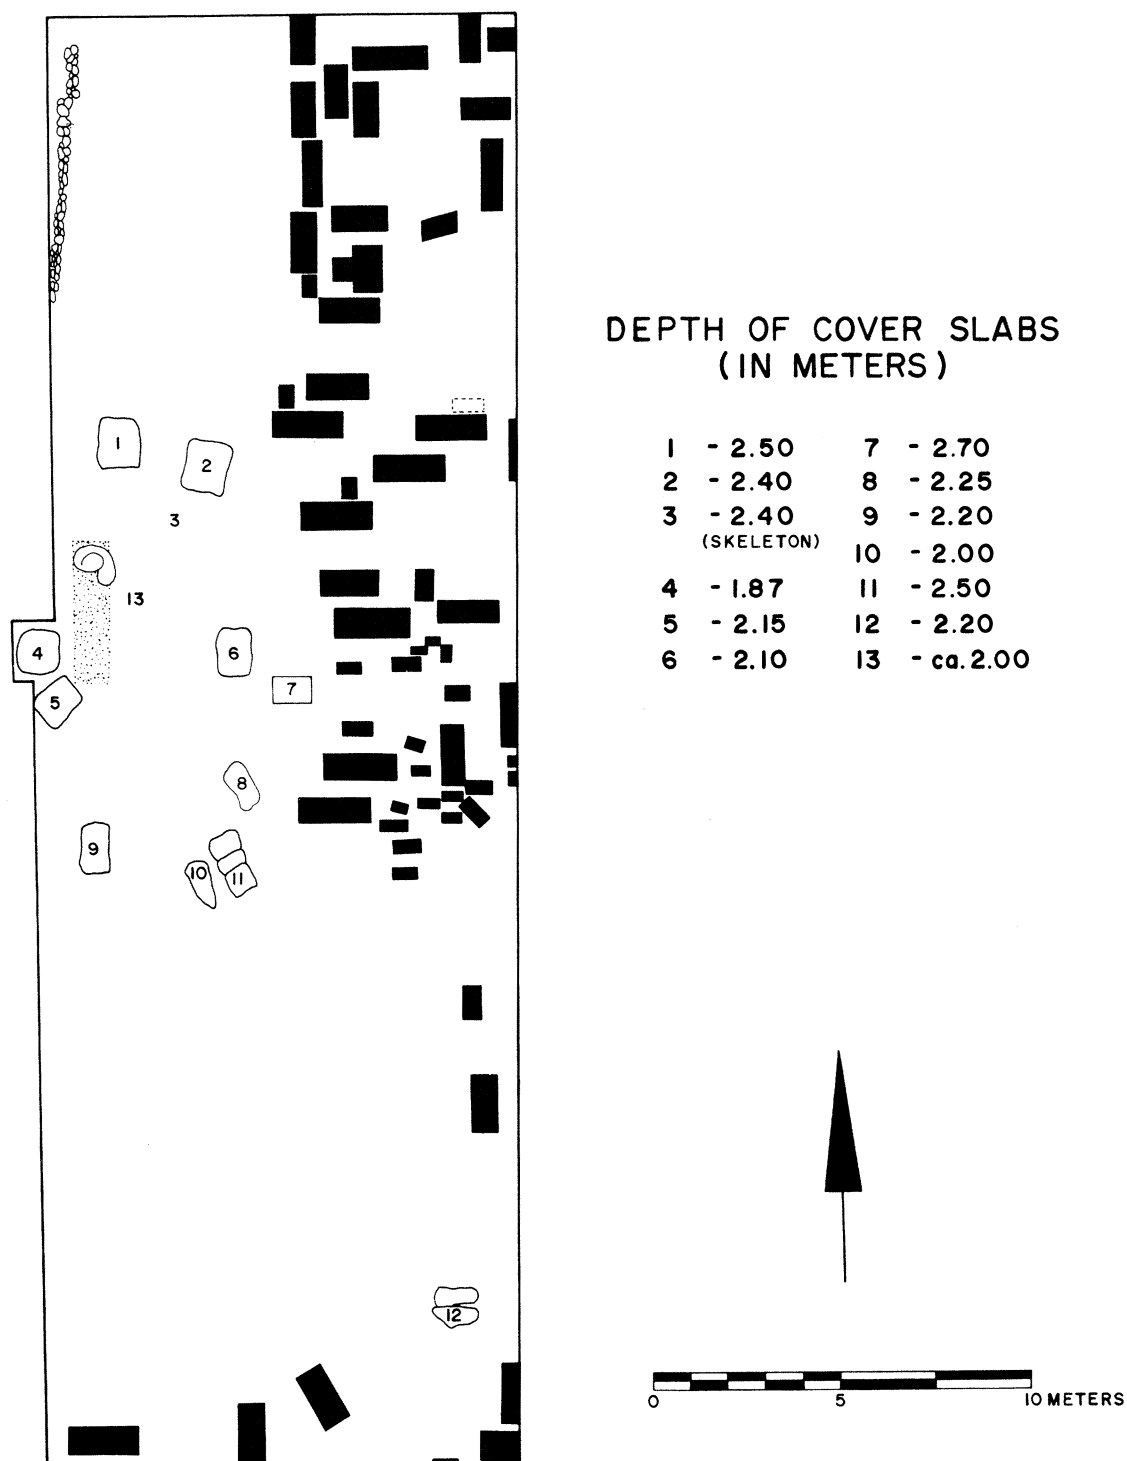 DEPTH OF COVER SLABS
(IN METERS)
1 - 2.50 7 - 2.70
2 - 2.40 8 - 2.25
3 - 2.40 9 - 2.20
(SKELETON)
10 - 2.00
4 - 1.87 11 - 2.50
5 - 2.15 12 - 2.20
6 - 2.10 13 - ca. 2.00
1
2
3
13
4
6
5
7
8
9
10
11
12
0 5 10 METERS